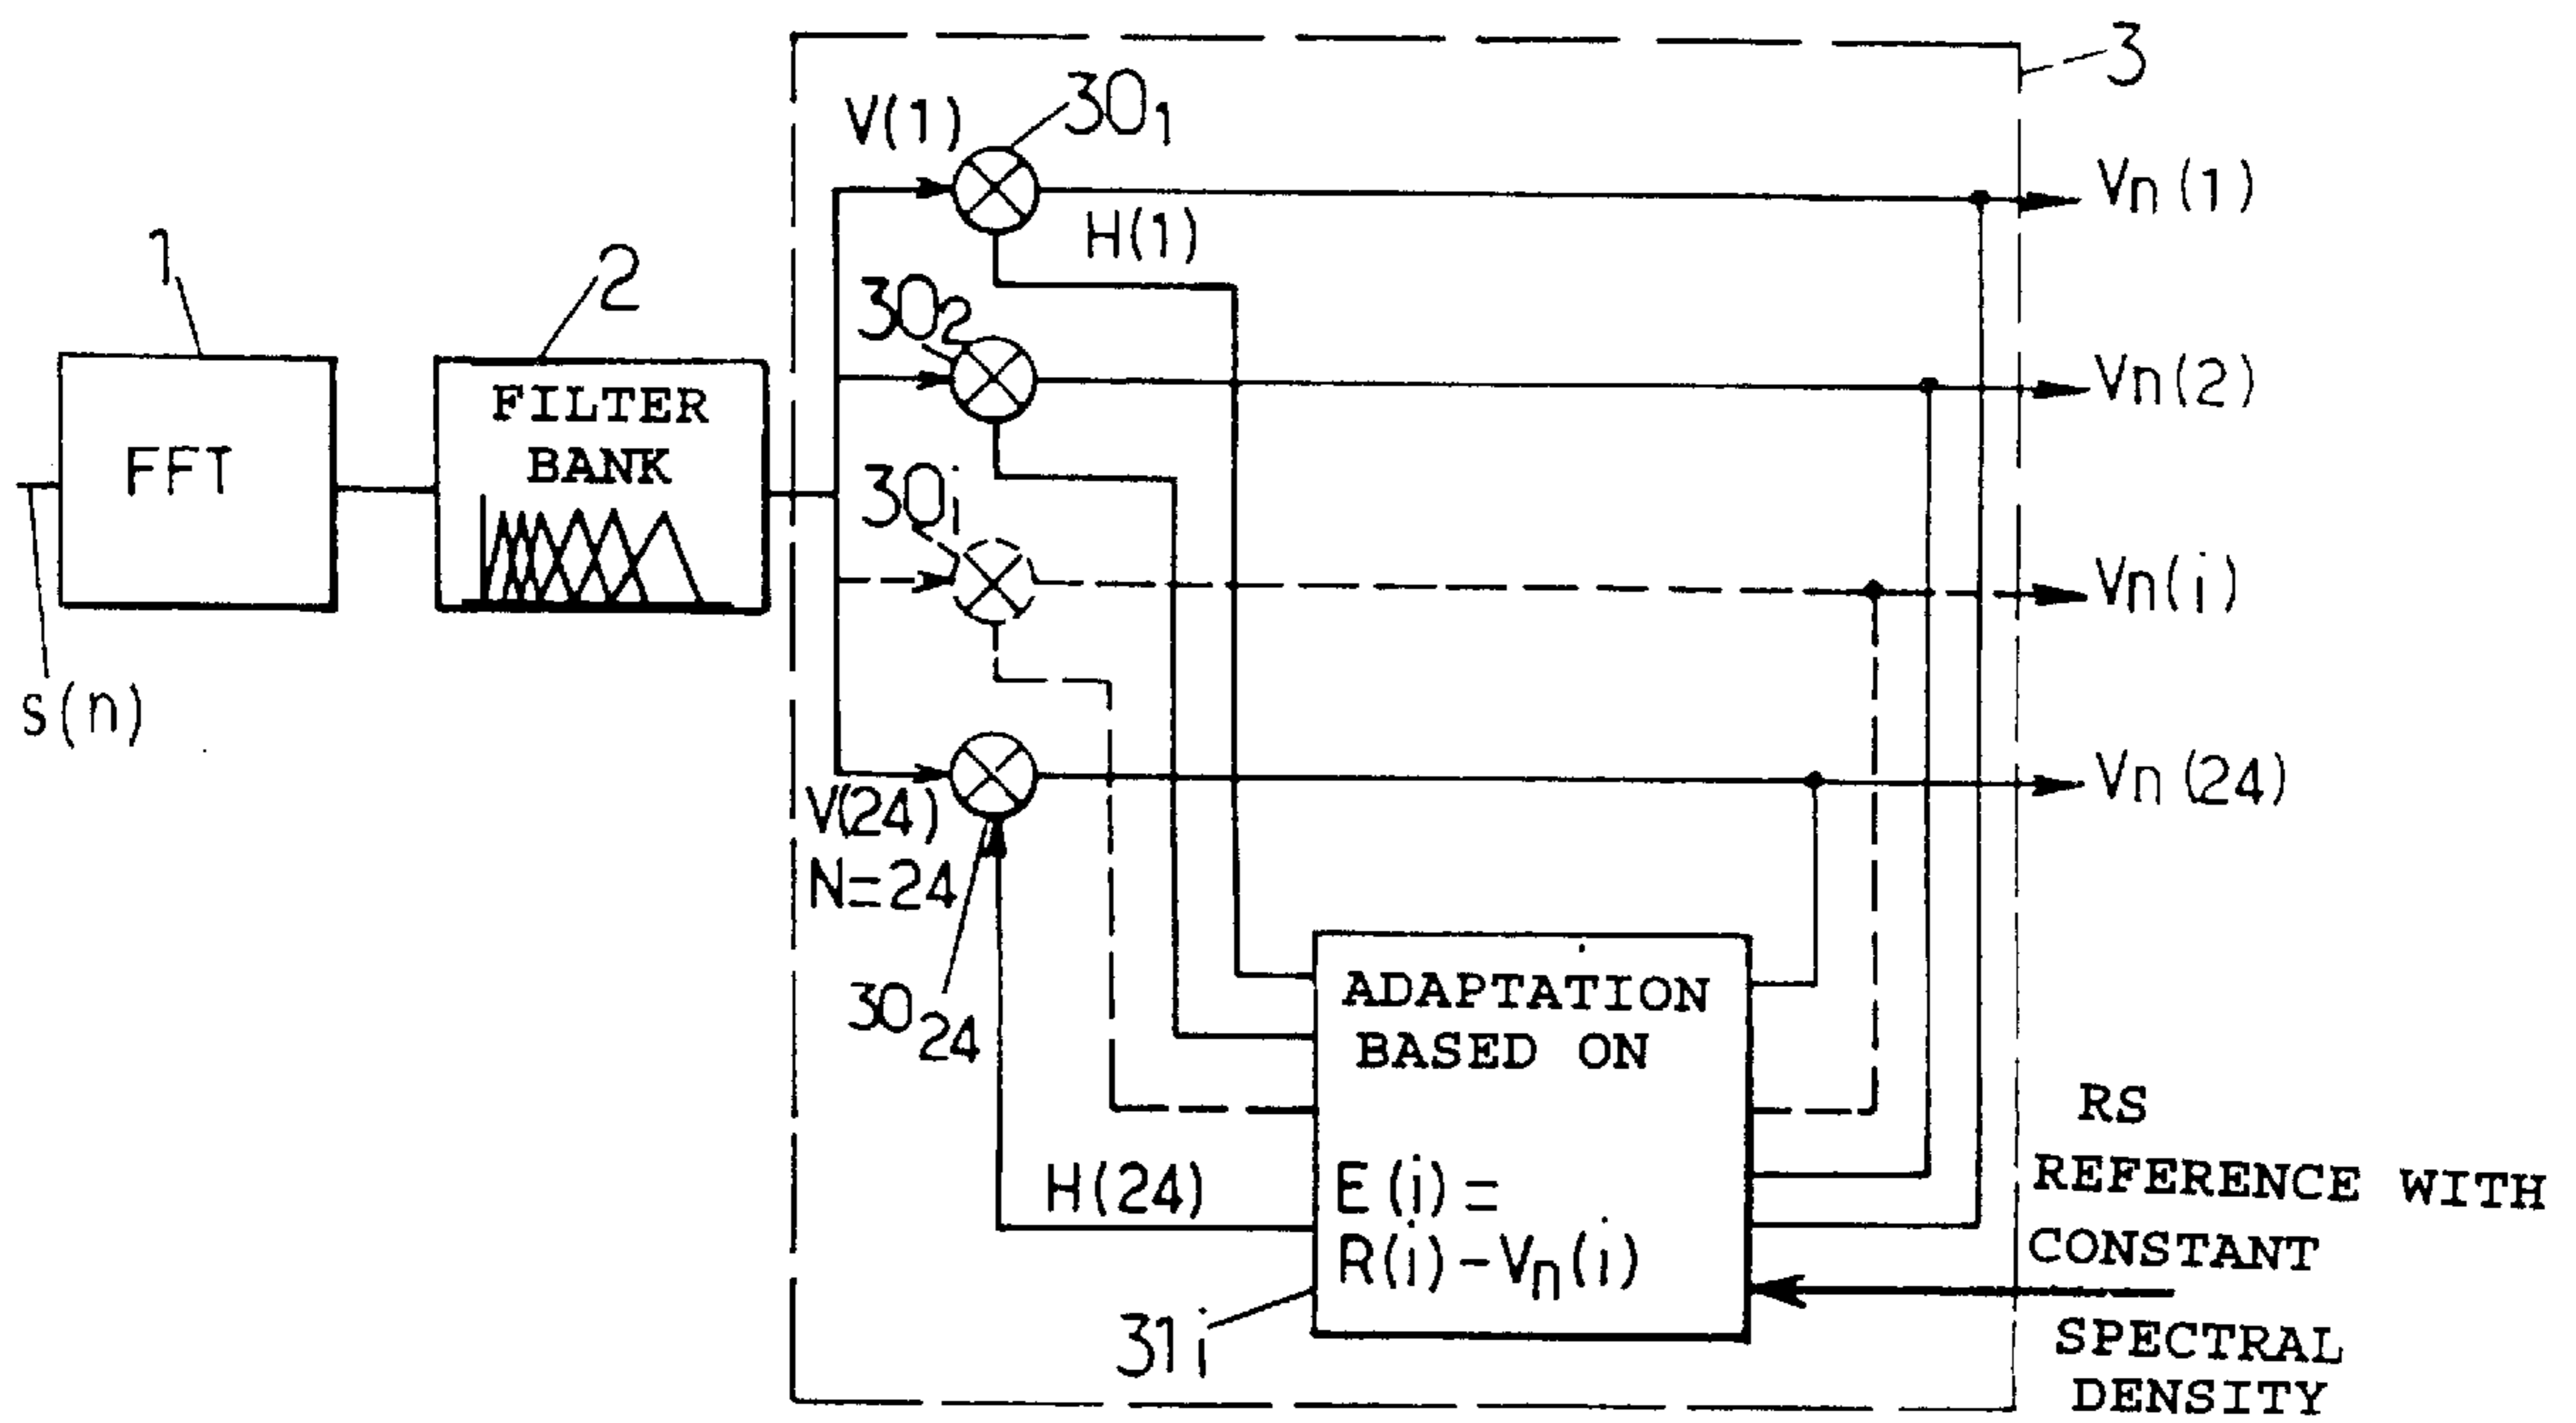 3
V(1)
30₁
Vn(1)
H(1)
1
2
30₂
FFT
FILTER
BANK
Vn(2)
30i
Vn(i)
s(n)
V(24)
N=24
Vn(24)
30₂₄
ADAPTATION
BASED ON
E(i)=
R(i)-Vn(i)
H(24)
31i
RS
REFERENCE WITH
CONSTANT
SPECTRAL
DENSITY